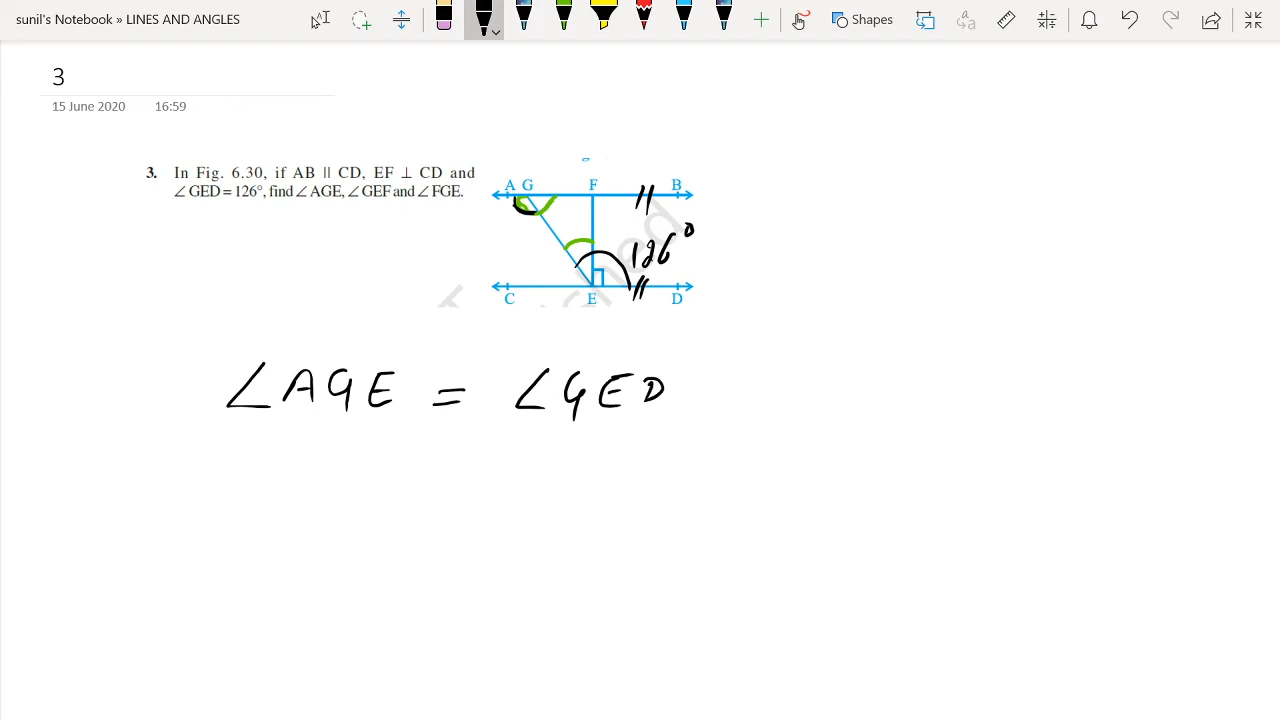 sunil's Notebook » LINES AND ANGLES
Shapes
3
15 June 2020 16:59
3. In Fig. 6.30, if AB || CD, EF ⊥ CD and
∠ GED = 126°, find ∠ AGE, ∠ GEF and ∠ FGE.
A G F B
126°
C E D
∠AGE = ∠GED